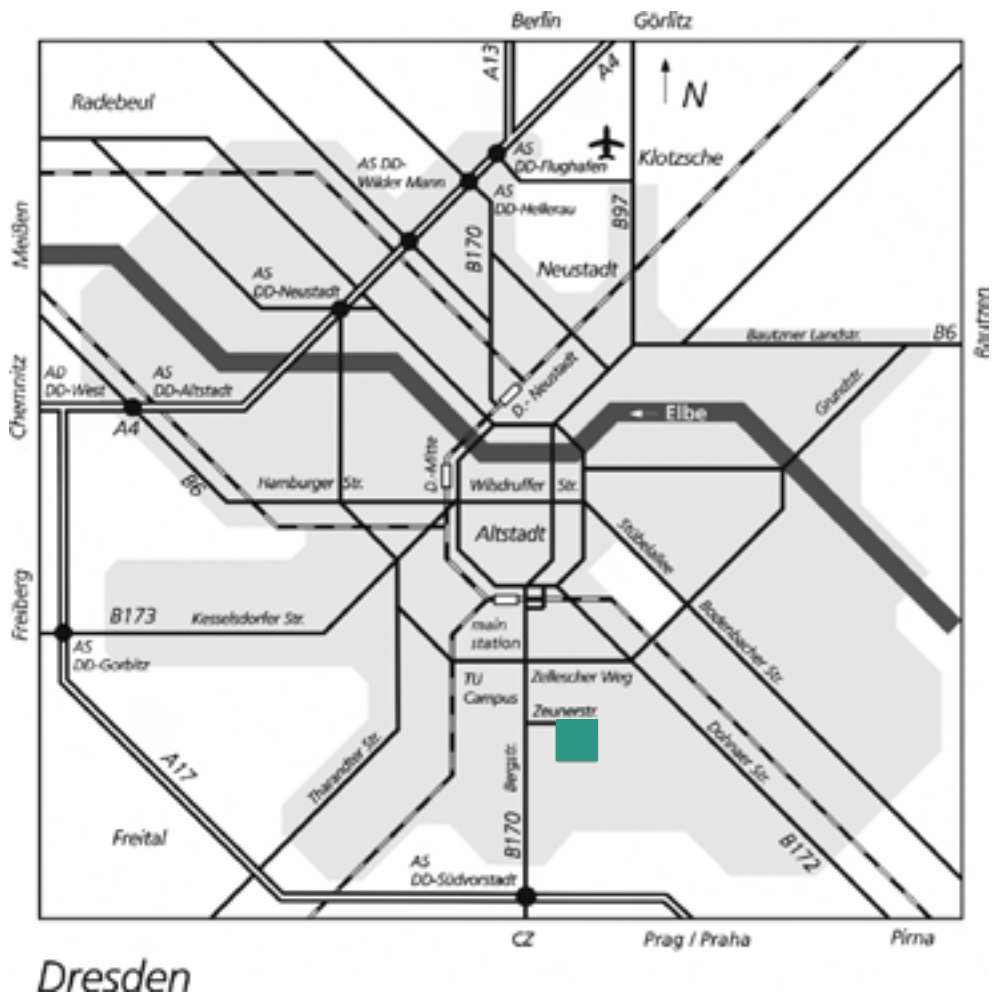 Berlin
Görlitz
A13
A4
N
Radebeul
AS DD-
Wilder Mann
AS
DD-Flughafen
Klotzsche
AS
DD-Hellerau
B97
B170
Neustadt
Meißen
AS
DD-Neustadt
Bautzen
Bautzner Landstr.
B6
Chemnitz
AD
DD-West
AS
DD-Altstadt
A4
D.- Neustadt
Grundstr.
Elbe
D.-Mitte
B6
Hamburger Str.
Wilsdruffer Str.
Altstadt
Stübelallee
Freiberg
B173
Kesselsdorfer Str.
main
station
Bodenbacher Str.
AS
DD-Gorbitz
TU
Campus
Zellescher Weg
Zeunerstr.
Dohnaer Str.
A17
Tharandter Str.
Bergstr.
B170
Freital
AS
DD-Südvorstadt
B172
CZ
Prag / Praha
Pirna
Dresden